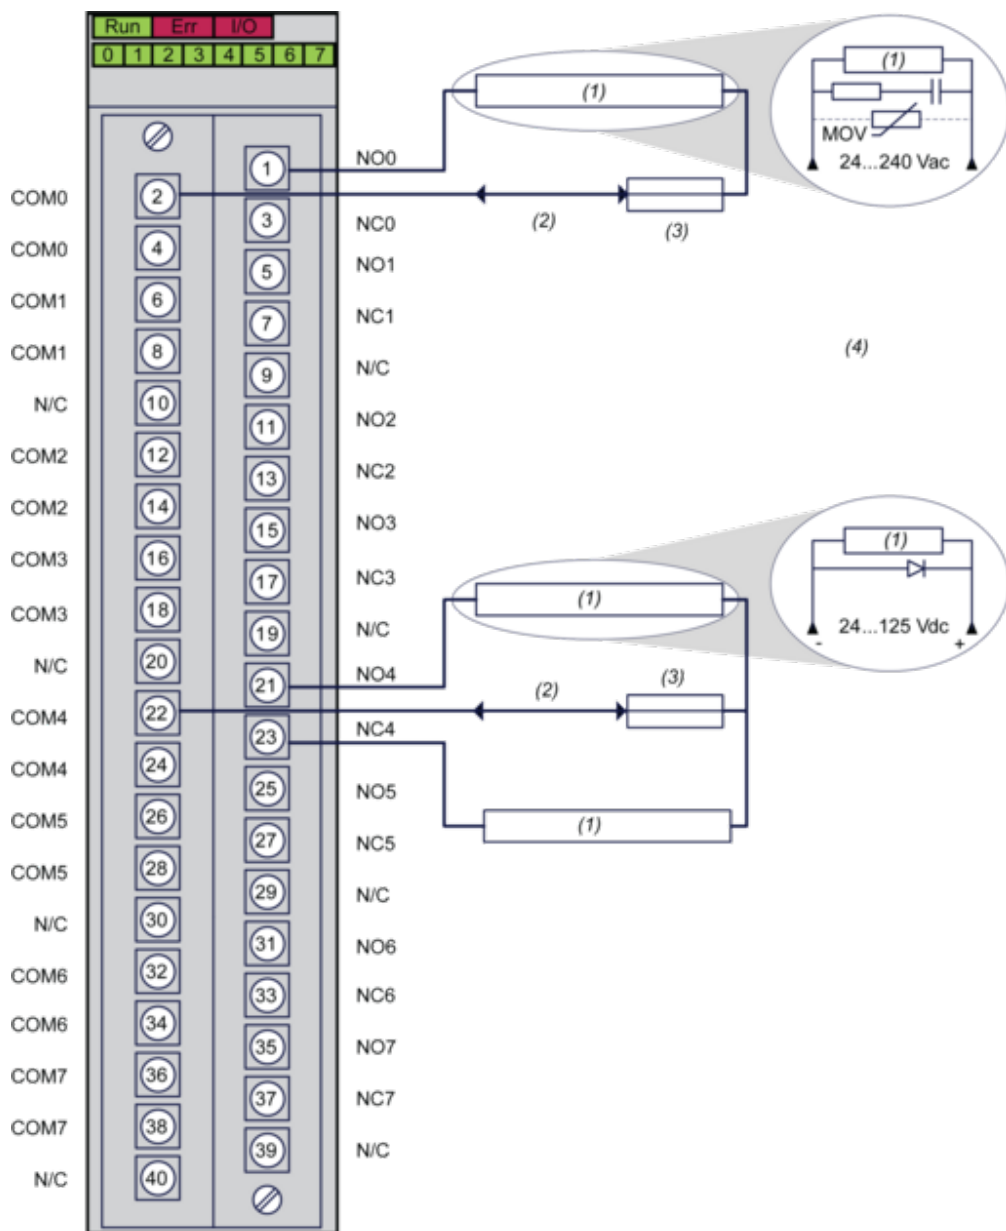 Run Err I/O
0 1 2 3 4 5 6 7
(1)
(1)
MOV
24...240 Vac
1 NO0
COM0 2
(2) (3)
3 NC0
COM0 4
5 NO1
COM1 6
7 NC1
COM1 8
(4)
9 N/C
N/C 10
11 NO2
COM2 12
13 NC2
COM2 14
15 NO3
COM3 16
17 NC3
COM3 18
19 N/C
N/C 20
21 NO4
COM4 22
23 NC4
(1)
(1)
24...125 Vdc
- +
(2) (3)
(1)
COM4 24
25 NO5
COM5 26
27 NC5
COM5 28
29 N/C
N/C 30
31 NO6
COM6 32
33 NC6
COM6 34
35 NO7
COM7 36
37 NC7
COM7 38
39 N/C
N/C 40